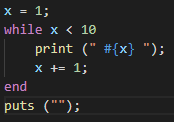 x = 1;
while x < 10
    print (" #{x} ");
    x += 1;
end
puts ("");